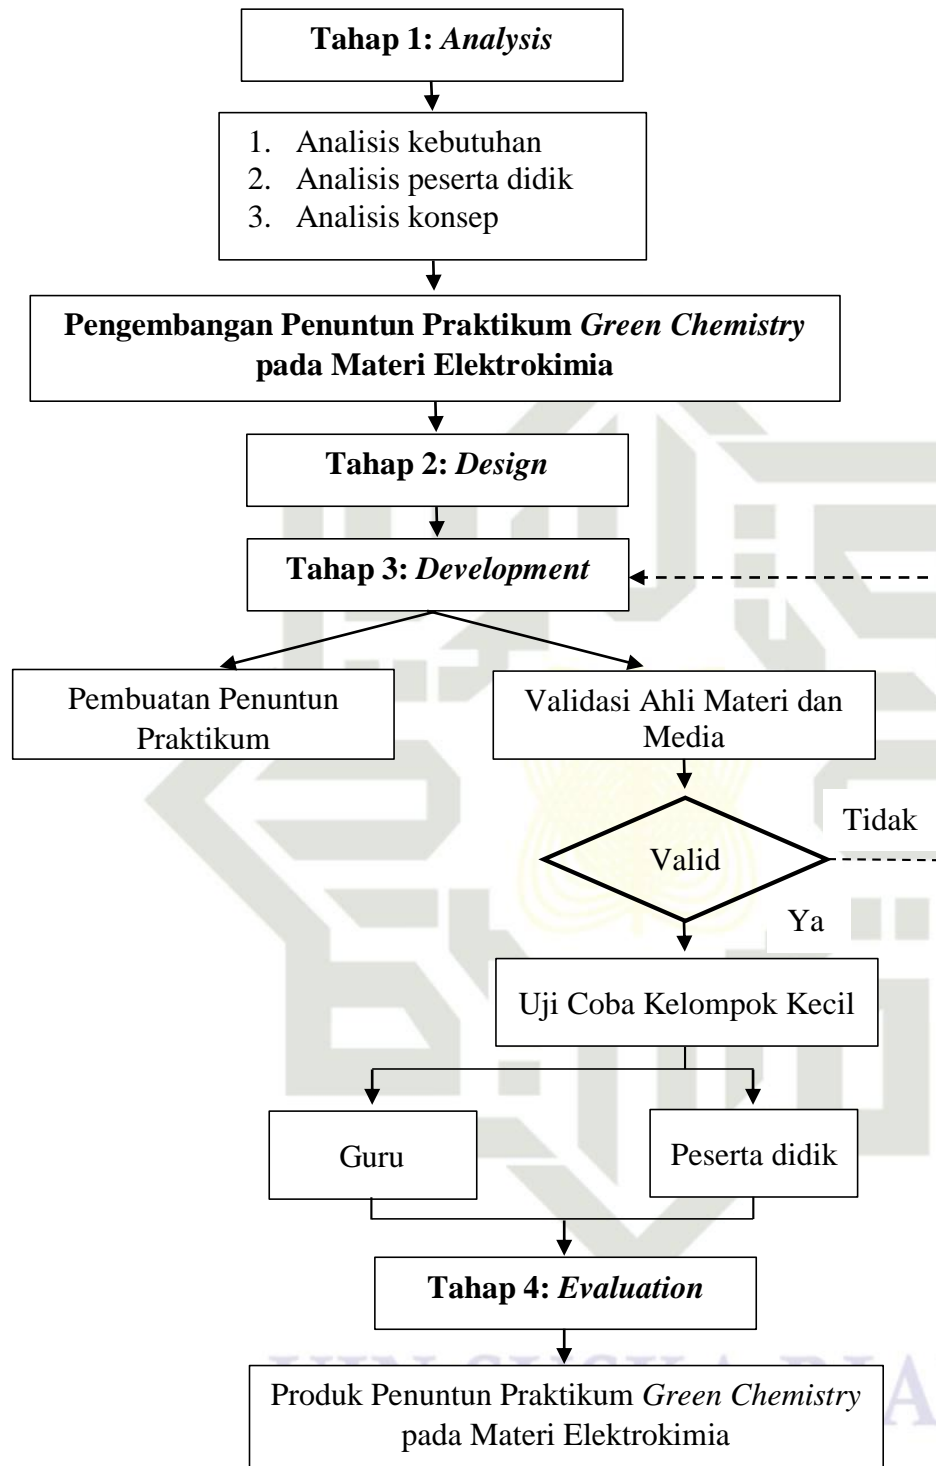 Tahap 1: Analysis
1. Analisis kebutuhan
2. Analisis peserta didik
3. Analisis konsep
Pengembangan Penuntun Praktikum Green Chemistry
pada Materi Elektrokimia
Tahap 2: Design
Tahap 3: Development
Pembuatan Penuntun
Praktikum
Validasi Ahli Materi dan
Media
Tidak
Valid
Ya
Uji Coba Kelompok Kecil
Guru
Peserta didik
Tahap 4: Evaluation
Produk Penuntun Praktikum Green Chemistry
pada Materi Elektrokimia